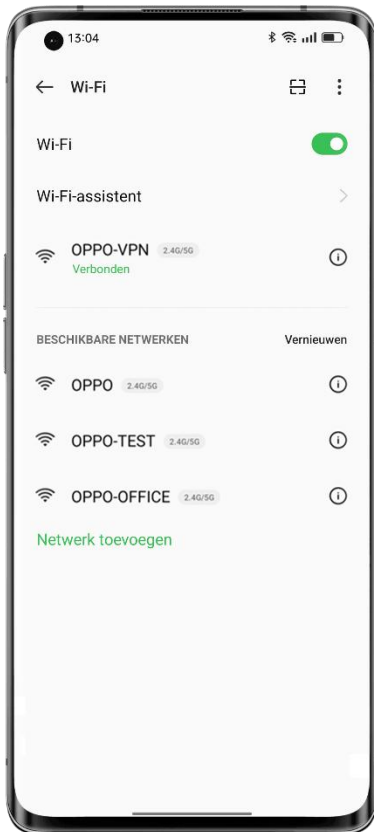 13:04
Wi-Fi
Wi-Fi
Wi-Fi-assistent
OPPO-VPN 2.4G/5G
Verbonden
BESCHIKBARE NETWERKEN Vernieuwen
OPPO 2.4G/5G
OPPO-TEST 2.4G/5G
OPPO-OFFICE 2.4G/5G
Netwerk toevoegen